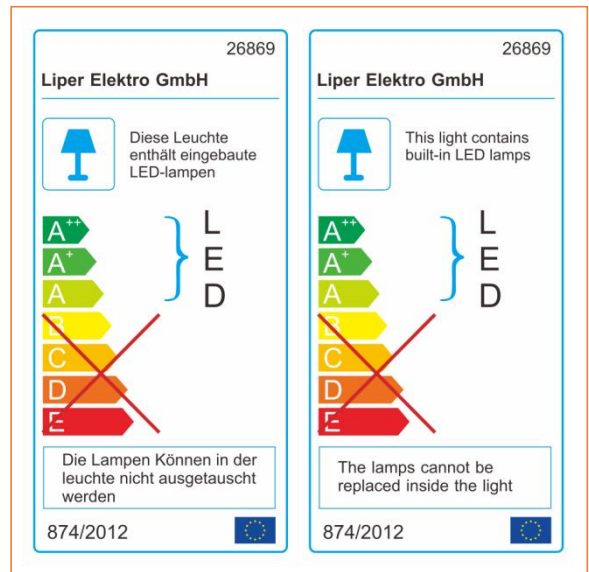 26869
Liper Elektro GmbH
Diese Leuchte
enthält eingebaute
LED-lampen
A++
A+
A
B
C
D
E
L
E
D
Die Lampen Können in der
leuchte nicht ausgetauscht
werden
874/2012
26869
Liper Elektro GmbH
This light contains
built-in LED lamps
A++
A+
A
B
C
D
E
L
E
D
The lamps cannot be
replaced inside the light
874/2012